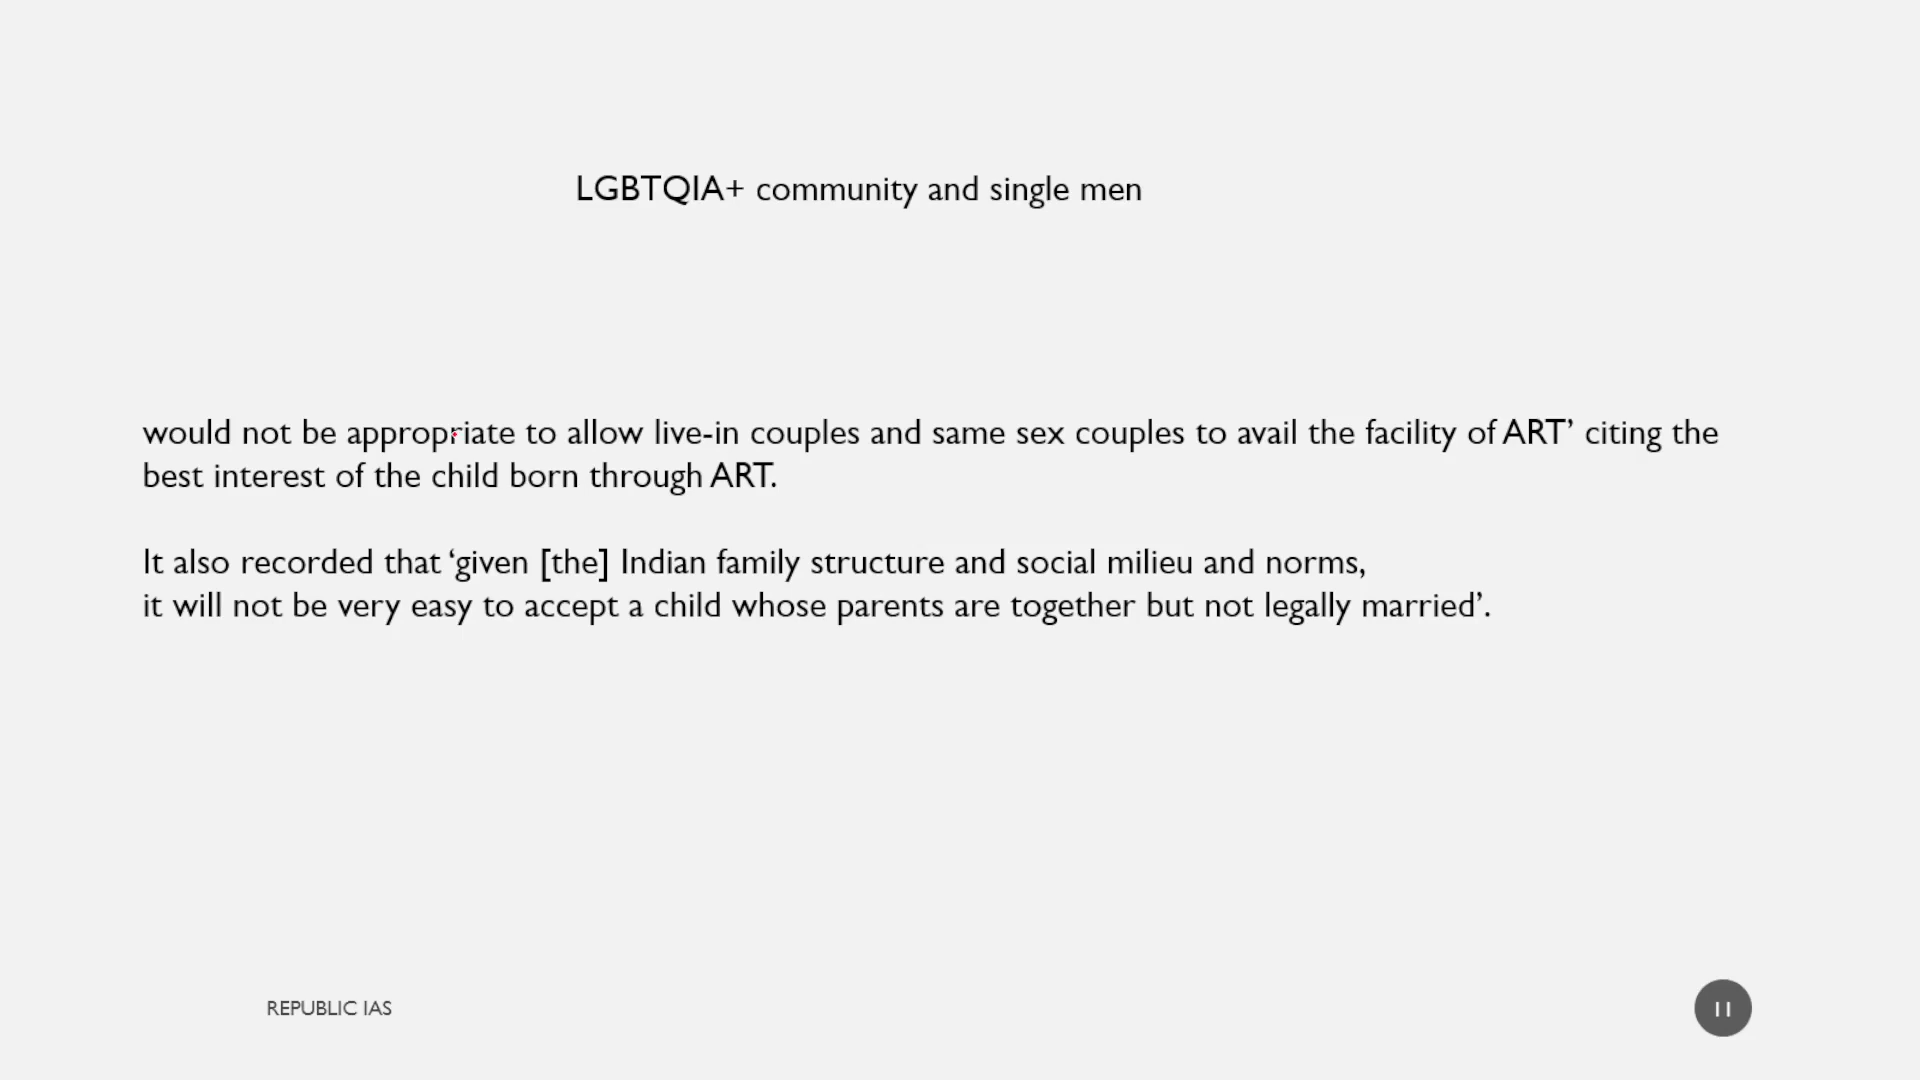 LGBTQIA+ community and single men
would not be appropriate to allow live-in couples and same sex couples to avail the facility of ART’ citing the
best interest of the child born through ART.
It also recorded that ‘given [the] Indian family structure and social milieu and norms,
it will not be very easy to accept a child whose parents are together but not legally married’.
REPUBLIC IAS
11